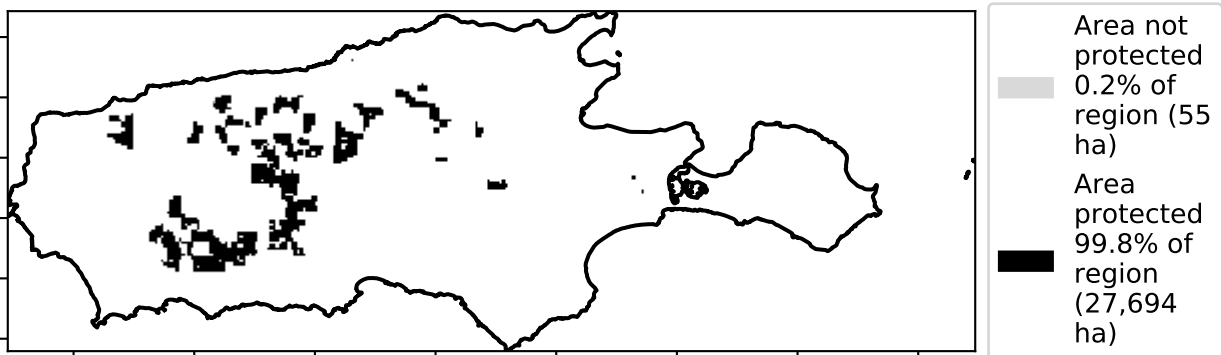 Area not
protected
0.2% of
region (55
ha)
Area
protected
99.8% of
region
(27,694
ha)